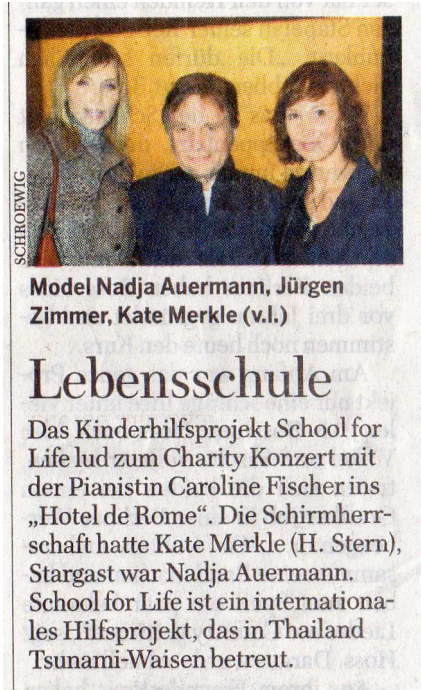 SCHROEWIG
Model Nadja Auermann, Jürgen
Zimmer, Kate Merkle (v.l.)
Lebensschule
Das Kinderhilfsprojekt School for
Life lud zum Charity Konzert mit
der Pianistin Caroline Fischer ins
„Hotel de Rome“. Die Schirmherr-
schaft hatte Kate Merkle (H. Stern),
Stargast war Nadja Auermann.
School for Life ist ein internationa-
les Hilfsprojekt, das in Thailand
Tsunami-Waisen betreut.